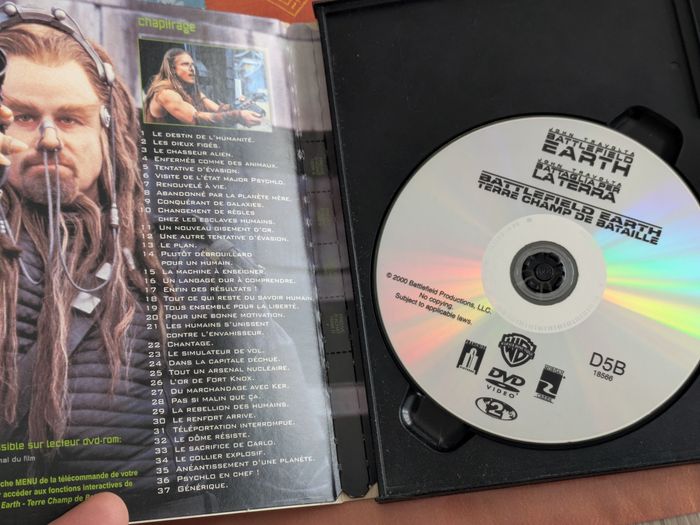 chapitrage
1 LE DESTIN DE L'HUMANITÉ.
2 LES DIEUX FIGÉS.
3 LE CHASSEUR ALIEN.
4 ENFERMÉS COMME DES ANIMAUX.
5 TENTATIVE D'ÉVASION.
6 VISITE DE L'ÉTAT MAJOR PSYCHLO.
7 RENOUVELÉ À VIE.
8 ABANDONNÉ PAR LA PLANÈTE MÈRE.
9 CONQUÉRANT DE GALAXIES.
10 CHANGEMENT DE RÈGLES
CHEZ LES ESCLAVES HUMAINS.
11 UN NOUVEAU GISEMENT D'OR.
12 UNE AUTRE TENTATIVE D'ÉVASION.
13 LE PLAN.
14 PLUTÔT DÉBROUILLARD
POUR UN HUMAIN.
15 LA MACHINE À ENSEIGNER.
16 UN LANGAGE DUR À COMPRENDRE.
17 ENFIN DES RÉSULTATS !
18 TOUT CE QUI RESTE DU SAVOIR HUMAIN.
19 TOUS ENSEMBLE POUR LA LIBERTÉ.
20 POUR UNE BONNE MOTIVATION.
21 LES HUMAINS S'UNISSENT
CONTRE L'ENVAHISSEUR.
22 CHANTAGE.
23 LE SIMULATEUR DE VOL.
24 DANS LA CAPITALE DÉCHUE.
25 TOUT UN ARSENAL NUCLÉAIRE.
26 L'OR DE FORT KNOX.
27 DU MARCHANDAGE AVEC KER.
28 PAS SI MALIN QUE ÇA.
29 LA REBELLION DES HUMAINS.
30 LE RENFORT ARRIVE.
31 TÉLÉPORTATION INTERROMPUE.
32 LE DÔME RÉSISTE.
33 LE SACRIFICE DE CARLO.
34 LE COLLIER EXPLOSIF.
35 ANÉANTISSEMENT D'UNE PLANÈTE.
36 PSYCHLO EN CHEF !
37 GÉNÉRIQUE.
sible sur lecteur dvd-rom:
nal du film
che MENU de la télécommande de votre
r accéder aux fonctions interactives de
Earth - Terre Champ de Ba
JOHN TRAVOLTA
BATTLEFIELD
EARTH
JOHN TRAVOLTA
BATTAGLIA PER
LA TERRA
BATTLEFIELD EARTH
TERRE CHAMP DE BATAILLE
© 2000 Battlefield Productions, LLC.
No copying.
Subject to applicable laws.
WB
DVD
VIDEO
2
12
D5B
18566